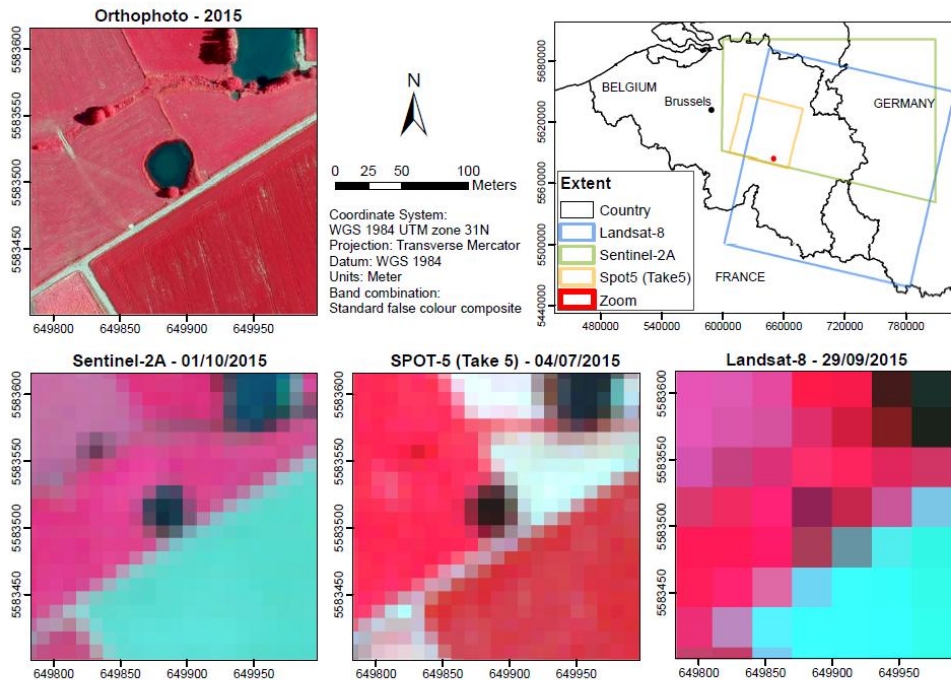 Orthophoto - 2015
5583600
5583550
5583500
5583450
649800
649850
649900
649950
N
0
20
40
60
80
100
Meters
Coordinate System:
WGS 1984 UTM zone 31N
Projection: Transverse Mercator
Datum: WGS 1984
Units: Meter
Band combination:
Standard false colour composite
5680000
5620000
5560000
5500000
5440000
BELGIUM
Brussels
GERMANY
FRANCE
Extent
Country
Landsat-8
Sentinel-2A
Spot5 (Take5)
Zoom
480000
540000
600000
660000
720000
780000
Sentinel-2A - 01/10/2015
5583600
5583550
5583500
5583450
649800
649850
649900
649950
SPOT-5 (Take 5) - 04/07/2015
5583600
5583550
5583500
5583450
649800
649850
649900
649950
Landsat-8 - 29/09/2015
5583600
5583550
5583500
5583450
649800
649850
649900
649950